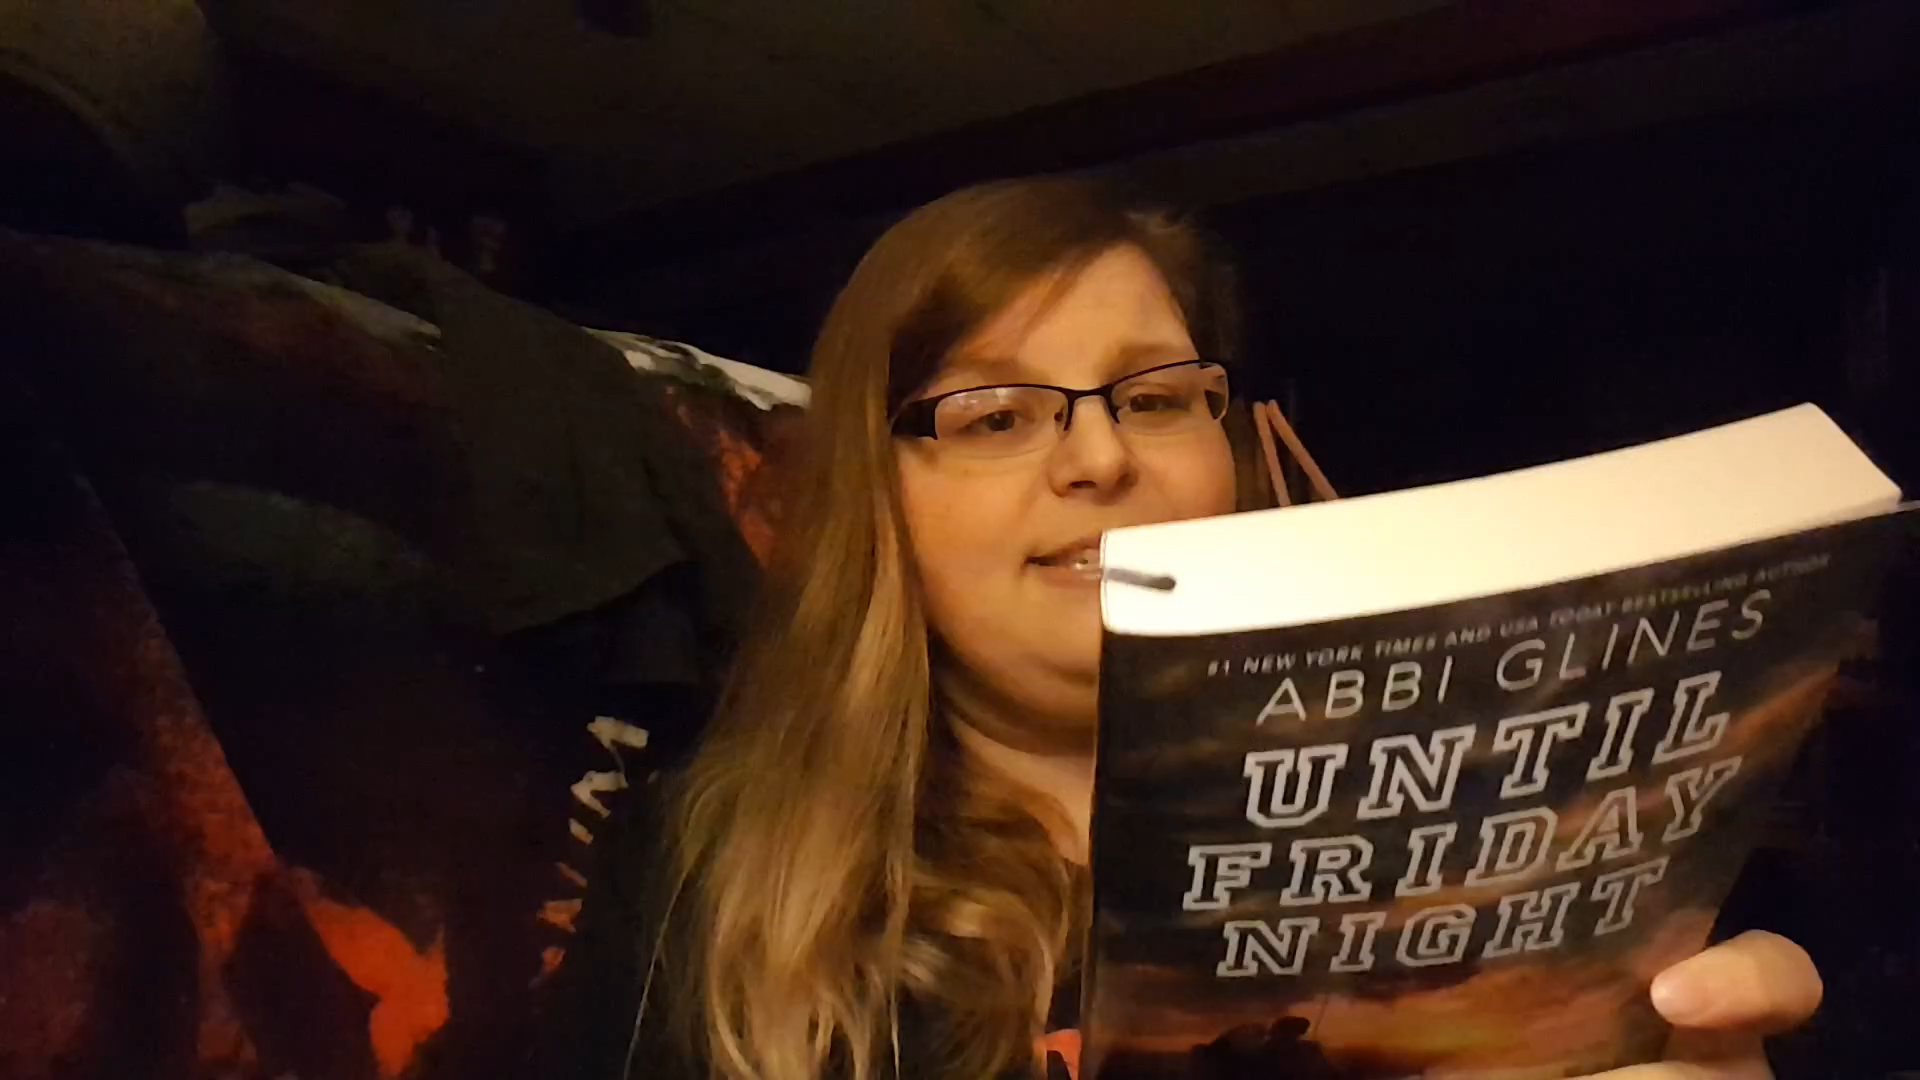 #1 NEW YORK TIMES AND USA TODAY BESTSELLING AUTHOR
ABBI GLINES
UNTIL
FRIDAY
NIGHT